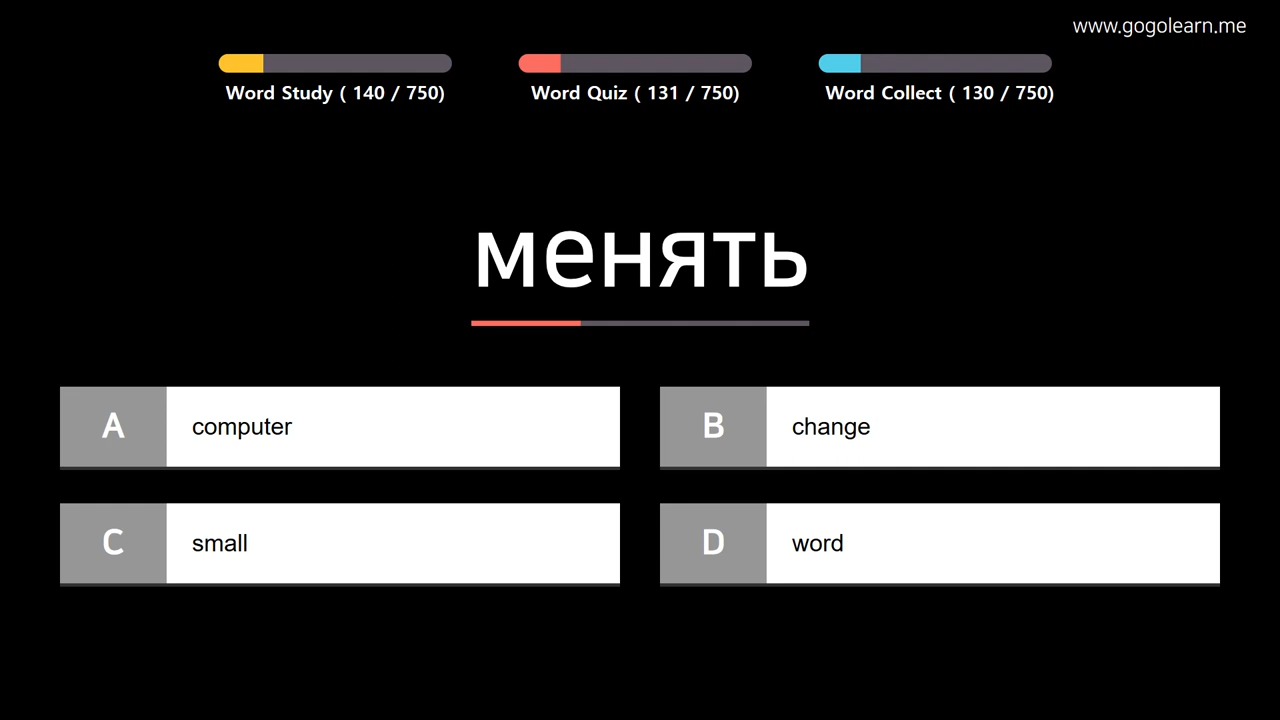 www.gogolearn.me
Word Study ( 140 / 750)
Word Quiz ( 131 / 750)
Word Collect ( 130 / 750)
менять
A computer
B change
C small
D word